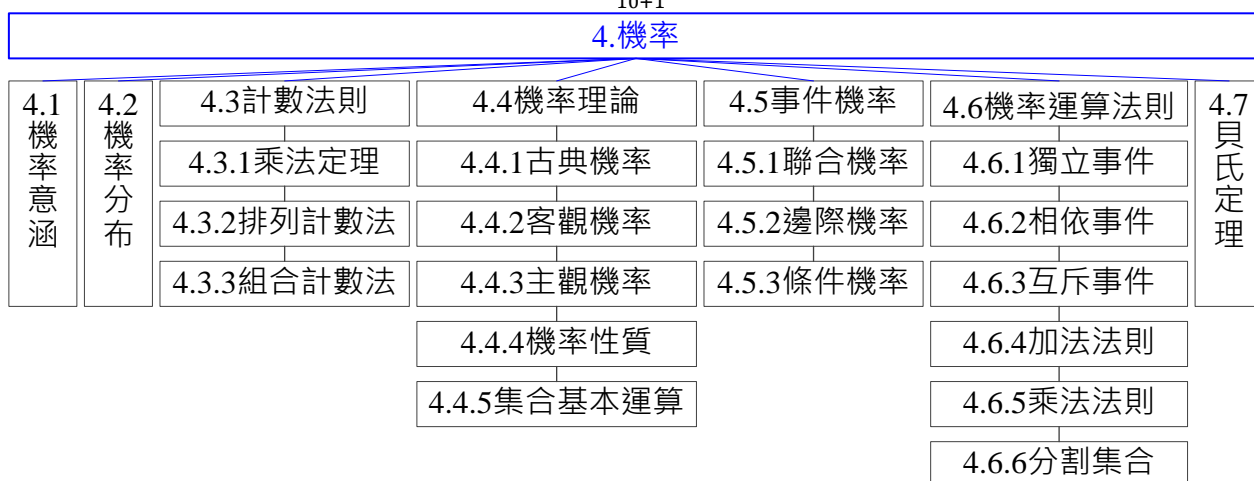 10+1
4.機率
4.1
機
率
意
涵
4.2
機
率
分
布
4.3計數法則
4.3.1乘法定理
4.3.2排列計數法
4.3.3組合計數法
4.4機率理論
4.4.1古典機率
4.4.2客觀機率
4.4.3主觀機率
4.4.4機率性質
4.4.5集合基本運算
4.5事件機率
4.5.1聯合機率
4.5.2邊際機率
4.5.3條件機率
4.6機率運算法則
4.6.1獨立事件
4.6.2相依事件
4.6.3互斥事件
4.6.4加法法則
4.6.5乘法法則
4.6.6分割集合
4.7
貝
氏
定
理